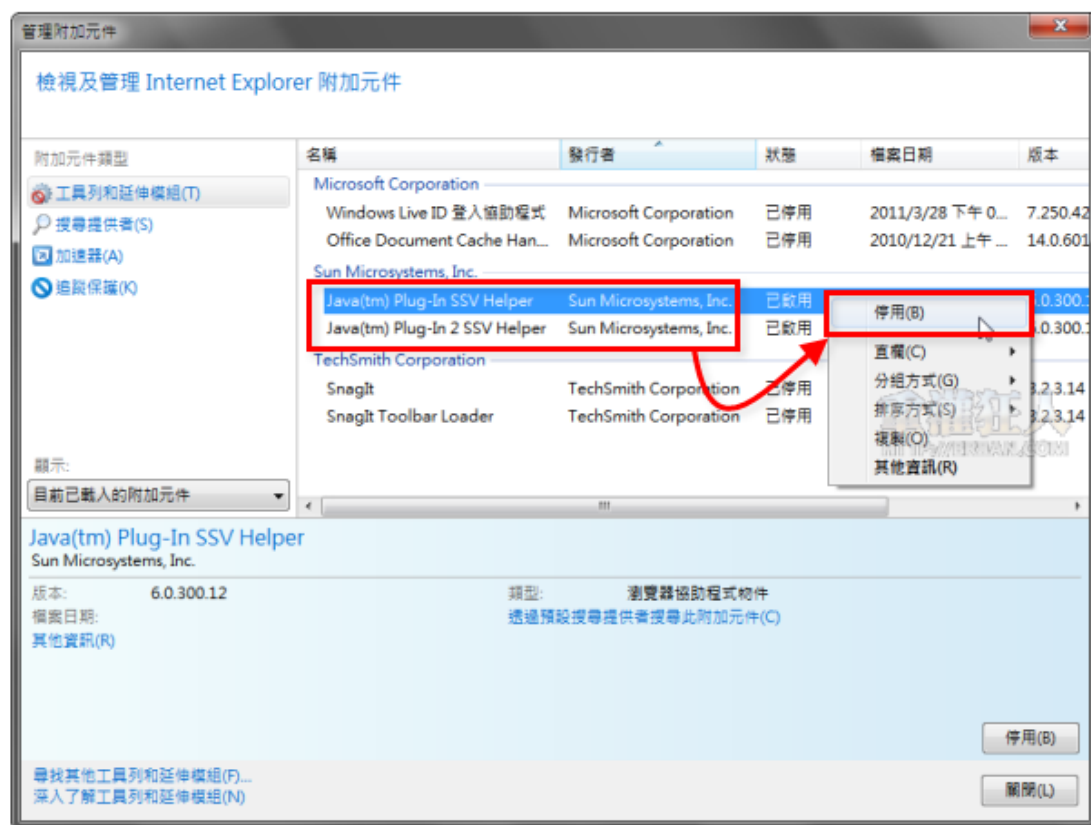 管理附加元件
檢視及管理 Internet Explorer 附加元件
附加元件類型
工具列和延伸模組(T)
搜尋提供者(S)
加速器(A)
追蹤保護(K)
顯示:
目前已載入的附加元件
名稱 發行者 狀態 檔案日期 版本
Microsoft Corporation
Windows Live ID 登入協助程式 Microsoft Corporation 已停用 2011/3/28 下午 0... 7.250.42
Office Document Cache Han... Microsoft Corporation 已停用 2010/12/21 上午 ... 14.0.601
Sun Microsystems, Inc.
Java(tm) Plug-In SSV Helper Sun Microsystems, Inc. 已啟用 .0.300.
Java(tm) Plug-In 2 SSV Helper Sun Microsystems, Inc. 已啟用 .0.300.
TechSmith Corporation
SnagIt TechSmith Corporation 已停用 3.2.3.14
SnagIt Toolbar Loader TechSmith Corporation 已停用 3.2.3.14
停用(B)
直欄(C)
分組方式(G)
排序方式(S)
複製(O)
其他資訊(R)
Java(tm) Plug-In SSV Helper
Sun Microsystems, Inc.
版本: 6.0.300.12 類型: 瀏覽器協助程式物件
檔案日期: 透過預設搜尋提供者搜尋此附加元件(C)
其他資訊(R)
停用(B)
尋找其他工具列和延伸模組(F)...
深入了解工具列和延伸模組(N)
關閉(L)